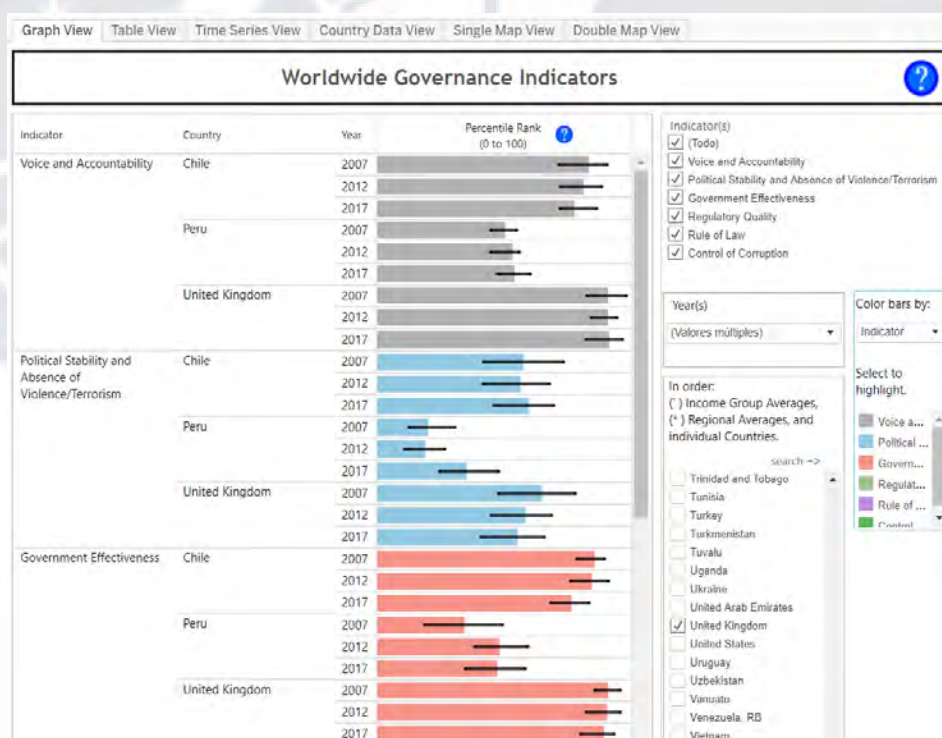 Graph View Table View Time Series View Country Data View Single Map View Double Map View
Worldwide Governance Indicators ?
Indicator Country Year Percentile Rank ?
(0 to 100)
Voice and Accountability Chile 2007
2012
2017
Peru 2007
2012
2017
United Kingdom 2007
2012
2017
Political Stability and Chile 2007
Absence of 2012
Violence/Terrorism 2017
Peru 2007
2012
2017
United Kingdom 2007
2012
2017
Government Effectiveness Chile 2007
2012
2017
Peru 2007
2012
2017
United Kingdom 2007
2012
2017
Indicator(s)
(Todo)
Voice and Accountability
Political Stability and Absence of Violence/Terrorism
Government Effectiveness
Regulatory Quality
Rule of Law
Control of Corruption
Year(s)
(Valores múltiples)
Color bars by:
Indicator
Select to
highlight.
Voice a...
Political ...
Govern...
Regulat...
Rule of ...
Control
In order:
(') Income Group Averages,
(*) Regional Averages, and
individual Countries.
search -->
Trinidad and Tobago
Tunisia
Turkey
Turkmenistan
Tuvalu
Uganda
Ukraine
United Arab Emirates
United Kingdom
United States
Uruguay
Uzbekistan
Vanuatu
Venezuela, RB
Vietnam